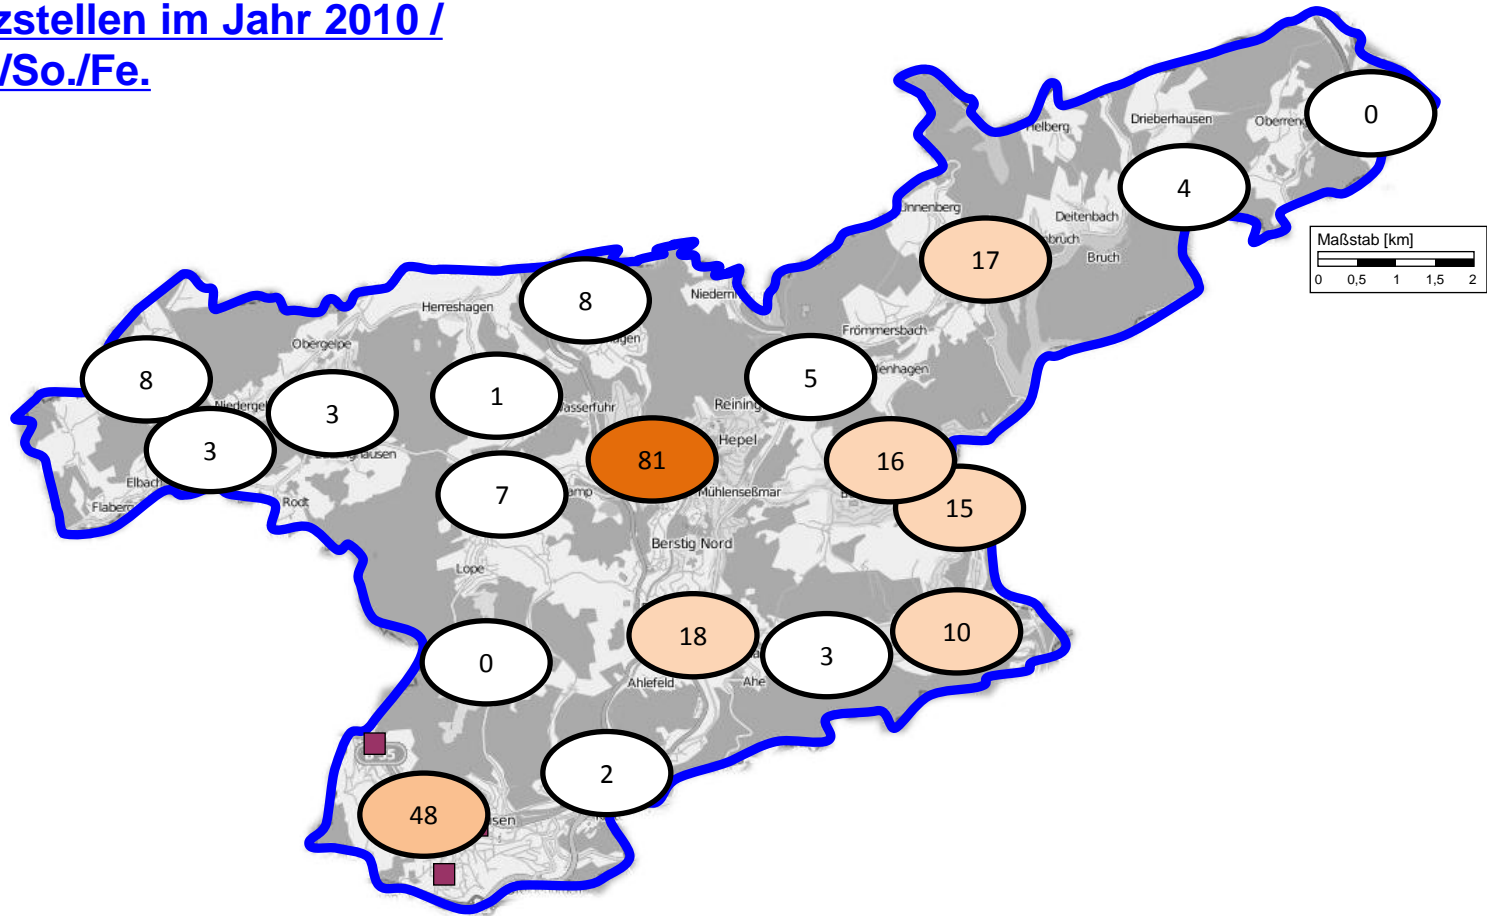 zstellen im Jahr 2010 /
/So./Fe.
0
Drieberhausen
Helberg
4
Unnenberg
Deitenbach
17
Bruch
Maßstab [km]
0 0,5 1 1,5 2
8
Herreshagen
Obergelpe
Frömmersbach
8
3
1
5
Hepel
81
16
3
7
Elbach
Mühlenseßmar
15
Rodt
Berstig Nord
Lope
18
3
10
0
Ahlefeld
Ahe
2
48